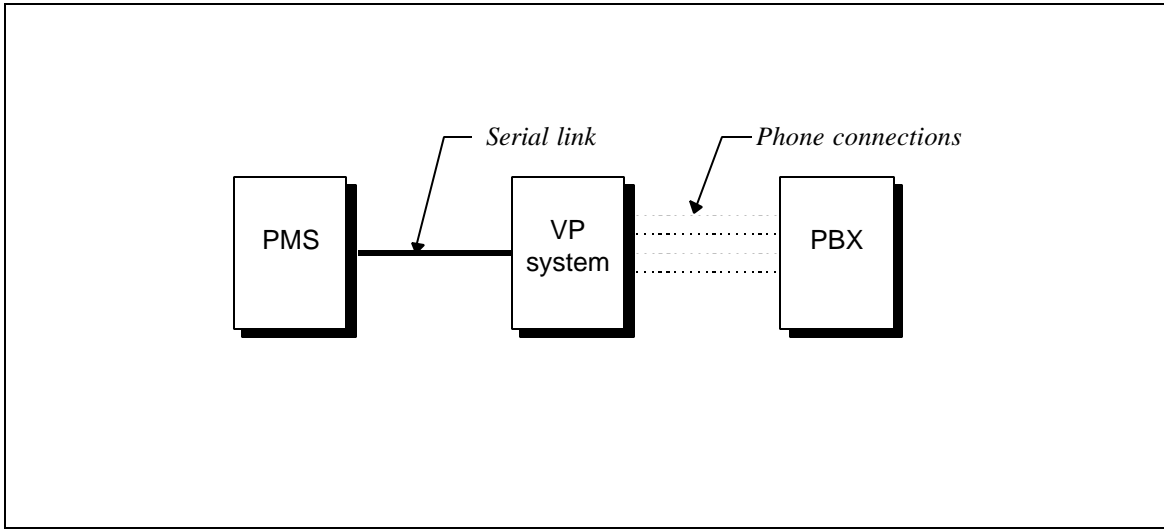 Serial link
Phone connections
PMS
VP
system
PBX